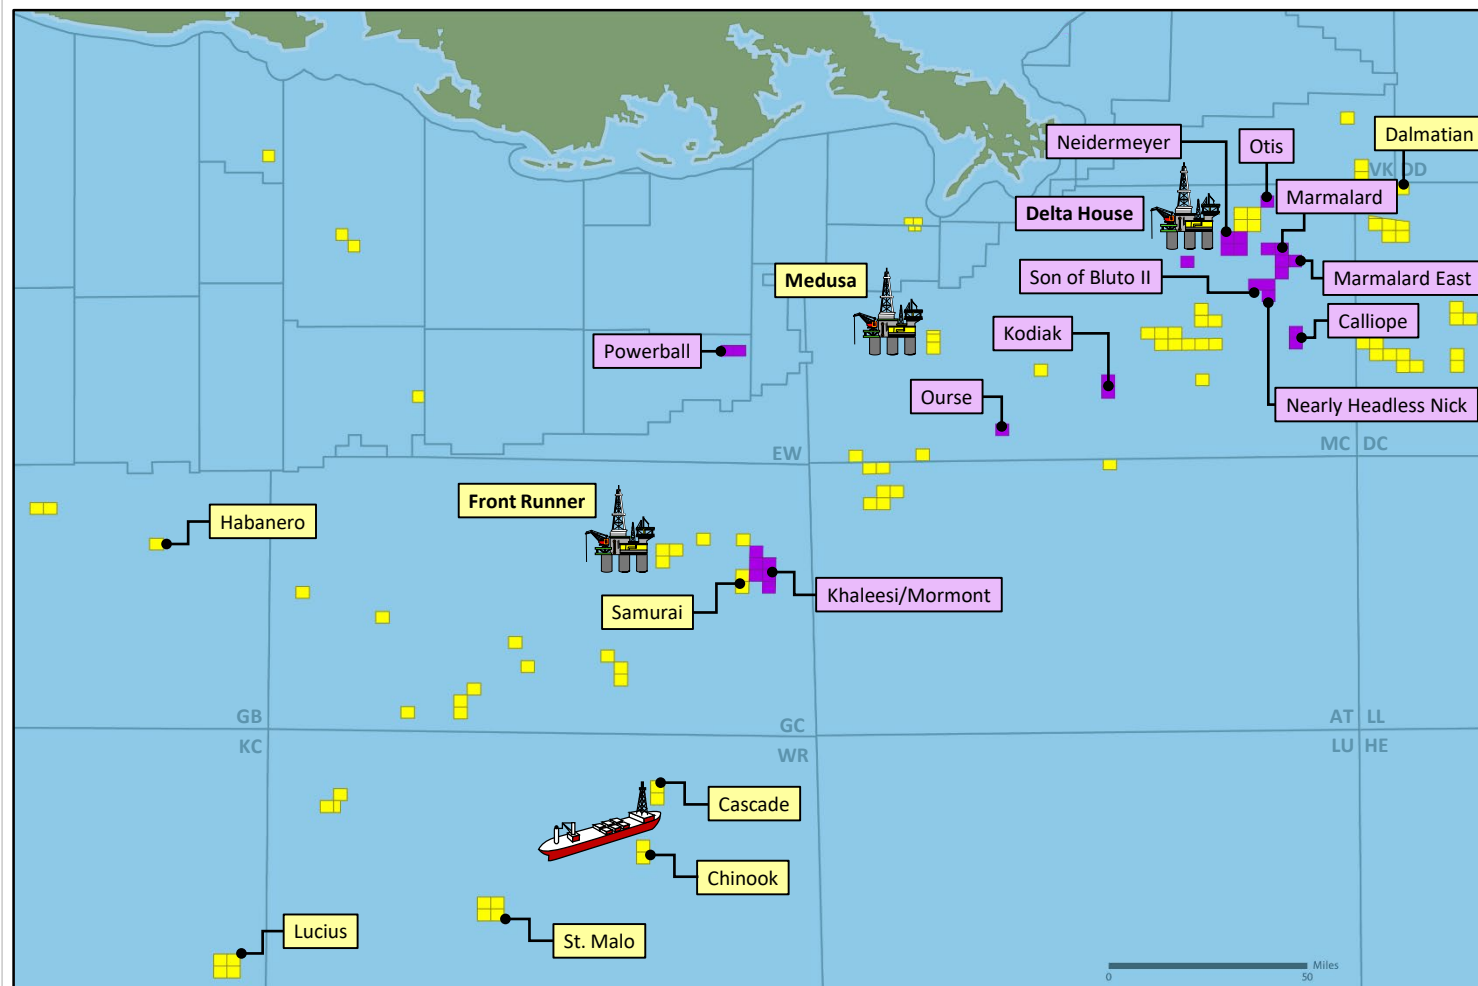 Neidermeyer
Otis
Dalmatian
VK DD
Marmalard
Delta House
Medusa
Son of Bluto II
Marmalard East
Powerball
Kodiak
Calliope
Ourse
Nearly Headless Nick
EW
MC DC
Habanero
Front Runner
Samurai
Khaleesi/Mormont
GB
GC
AT LL
KC
WR
LU HE
Cascade
Chinook
Lucius
St. Malo
Miles
0 50